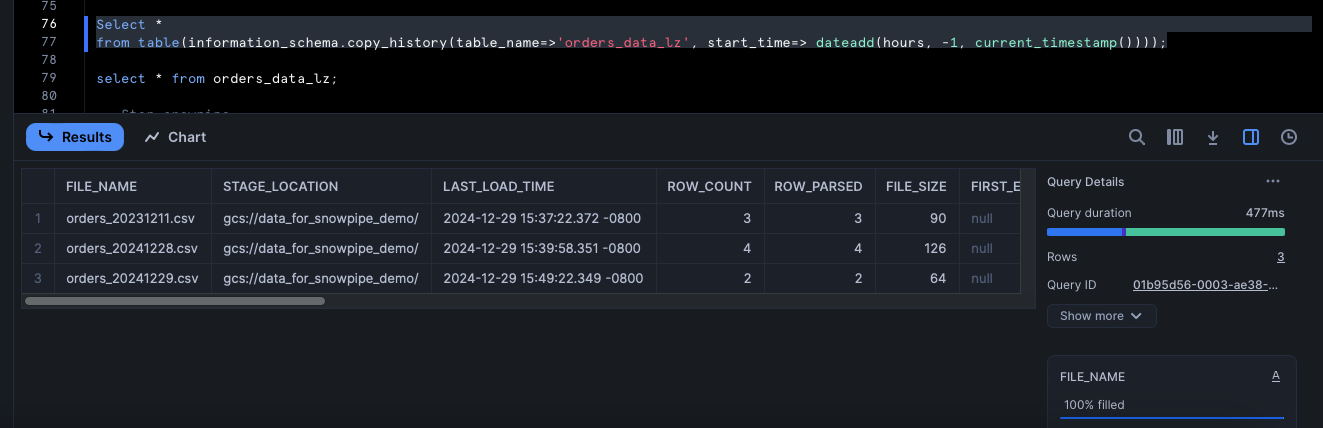 75
76 Select *
77 from table(information_schema.copy_history(table_name=>'orders_data_lz', start_time=> dateadd(hours, -1, current_timestamp())));
78
79 select * from orders_data_lz;
80
Results Chart
FILE_NAME STAGE_LOCATION LAST_LOAD_TIME ROW_COUNT ROW_PARSED FILE_SIZE FIRST_E
1 orders_20231211.csv gcs://data_for_snowpipe_demo/ 2024-12-29 15:37:22.372 -0800 3 3 90 null
2 orders_20241228.csv gcs://data_for_snowpipe_demo/ 2024-12-29 15:39:58.351 -0800 4 4 126 null
3 orders_20241229.csv gcs://data_for_snowpipe_demo/ 2024-12-29 15:49:22.349 -0800 2 2 64 null
Query Details ...
Query duration 477ms
Rows 3
Query ID 01b95d56-0003-ae38-...
Show more
FILE_NAME A
100% filled